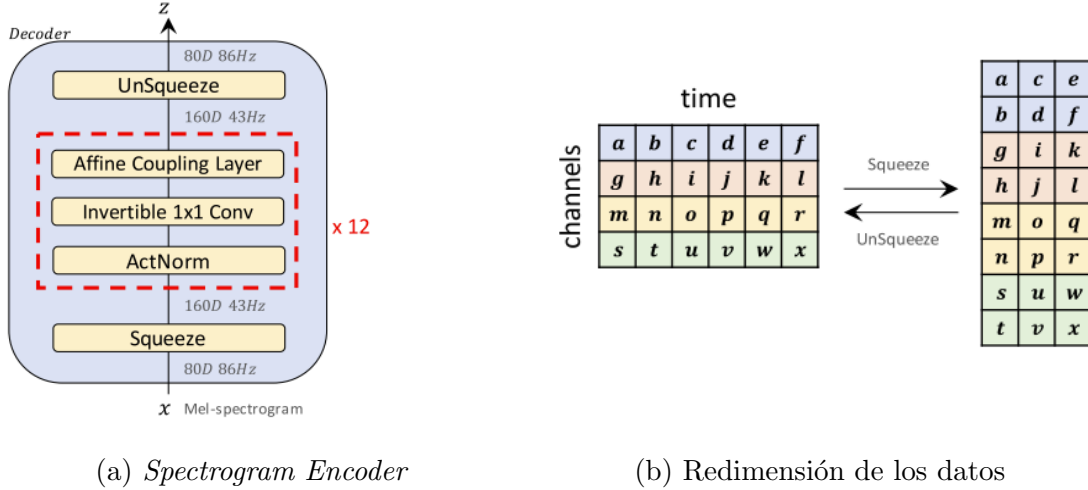 z
Decoder
80D 86Hz
UnSqueeze
160D 43Hz
Affine Coupling Layer
Invertible 1x1 Conv
x 12
ActNorm
160D 43Hz
Squeeze
80D 86Hz
x Mel-spectrogram
(a) Spectrogram Encoder
time
channels
a b c d e f
g h i j k l
m n o p q r
s t u v w x
Squeeze
UnSqueeze
a c e
b d f
g i k
h j l
m o q
n p r
s u w
t v x
(b) Redimensión de los datos